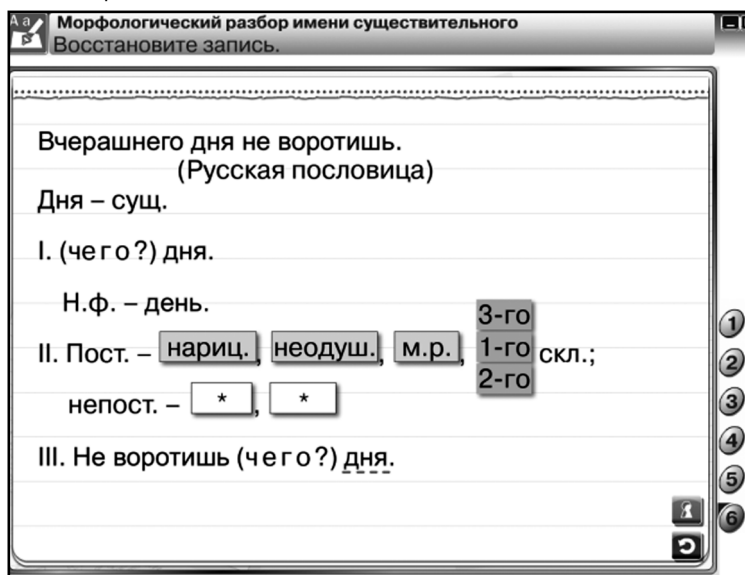 Аа
Морфологический разбор имени существительного
Восстановите запись.
Вчерашнего дня не воротишь.
(Русская пословица)
Дня – сущ.
I. (чего?) дня.
Н.ф. – день.
3-го
II. Пост. – нариц., неодуш., м.р., 1-го скл.;
2-го
непост. – *, *
III. Не воротишь (чего?) дня.
1
2
3
4
5
6